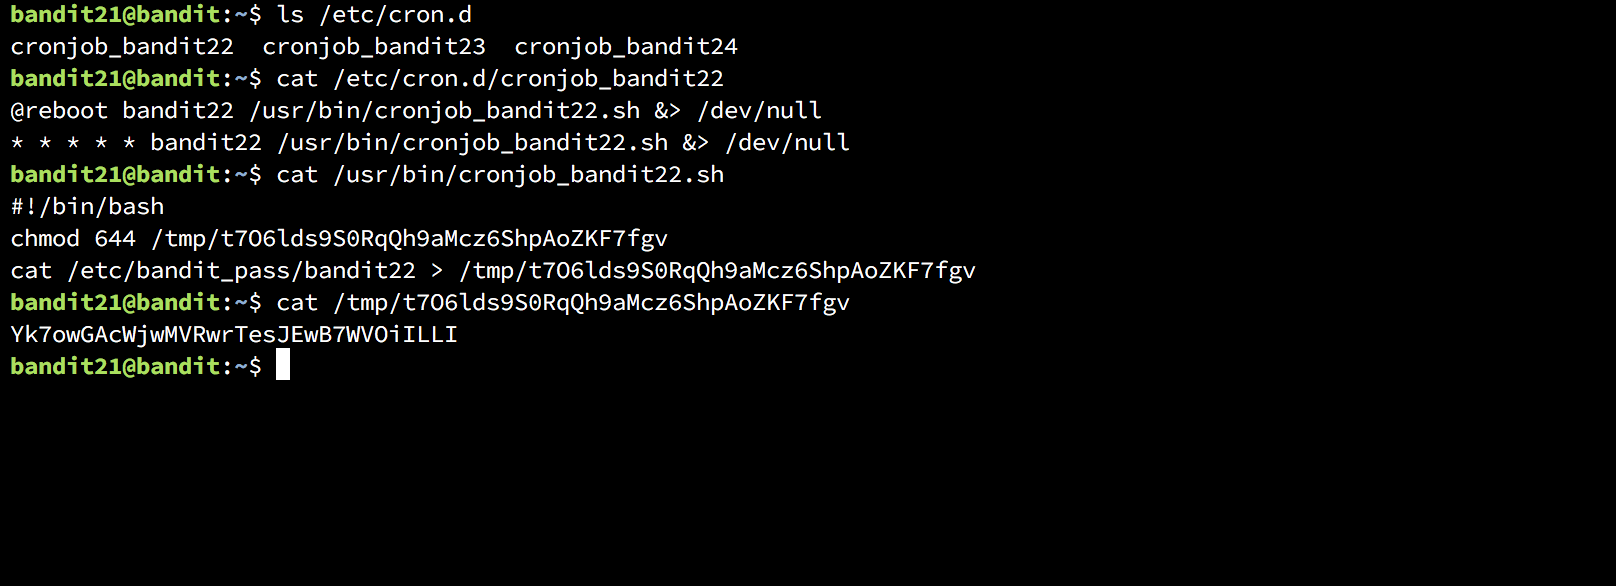 bandit21@bandit:~$ ls /etc/cron.d
cronjob_bandit22  cronjob_bandit23  cronjob_bandit24
bandit21@bandit:~$ cat /etc/cron.d/cronjob_bandit22
@reboot bandit22 /usr/bin/cronjob_bandit22.sh &> /dev/null
* * * * * bandit22 /usr/bin/cronjob_bandit22.sh &> /dev/null
bandit21@bandit:~$ cat /usr/bin/cronjob_bandit22.sh
#!/bin/bash
chmod 644 /tmp/t7O6lds9S0RqQh9aMcz6ShpAoZKF7fgv
cat /etc/bandit_pass/bandit22 > /tmp/t7O6lds9S0RqQh9aMcz6ShpAoZKF7fgv
bandit21@bandit:~$ cat /tmp/t7O6lds9S0RqQh9aMcz6ShpAoZKF7fgv
Yk7owGAcWjwMVRwrTesJEwB7WVOiILLI
bandit21@bandit:~$